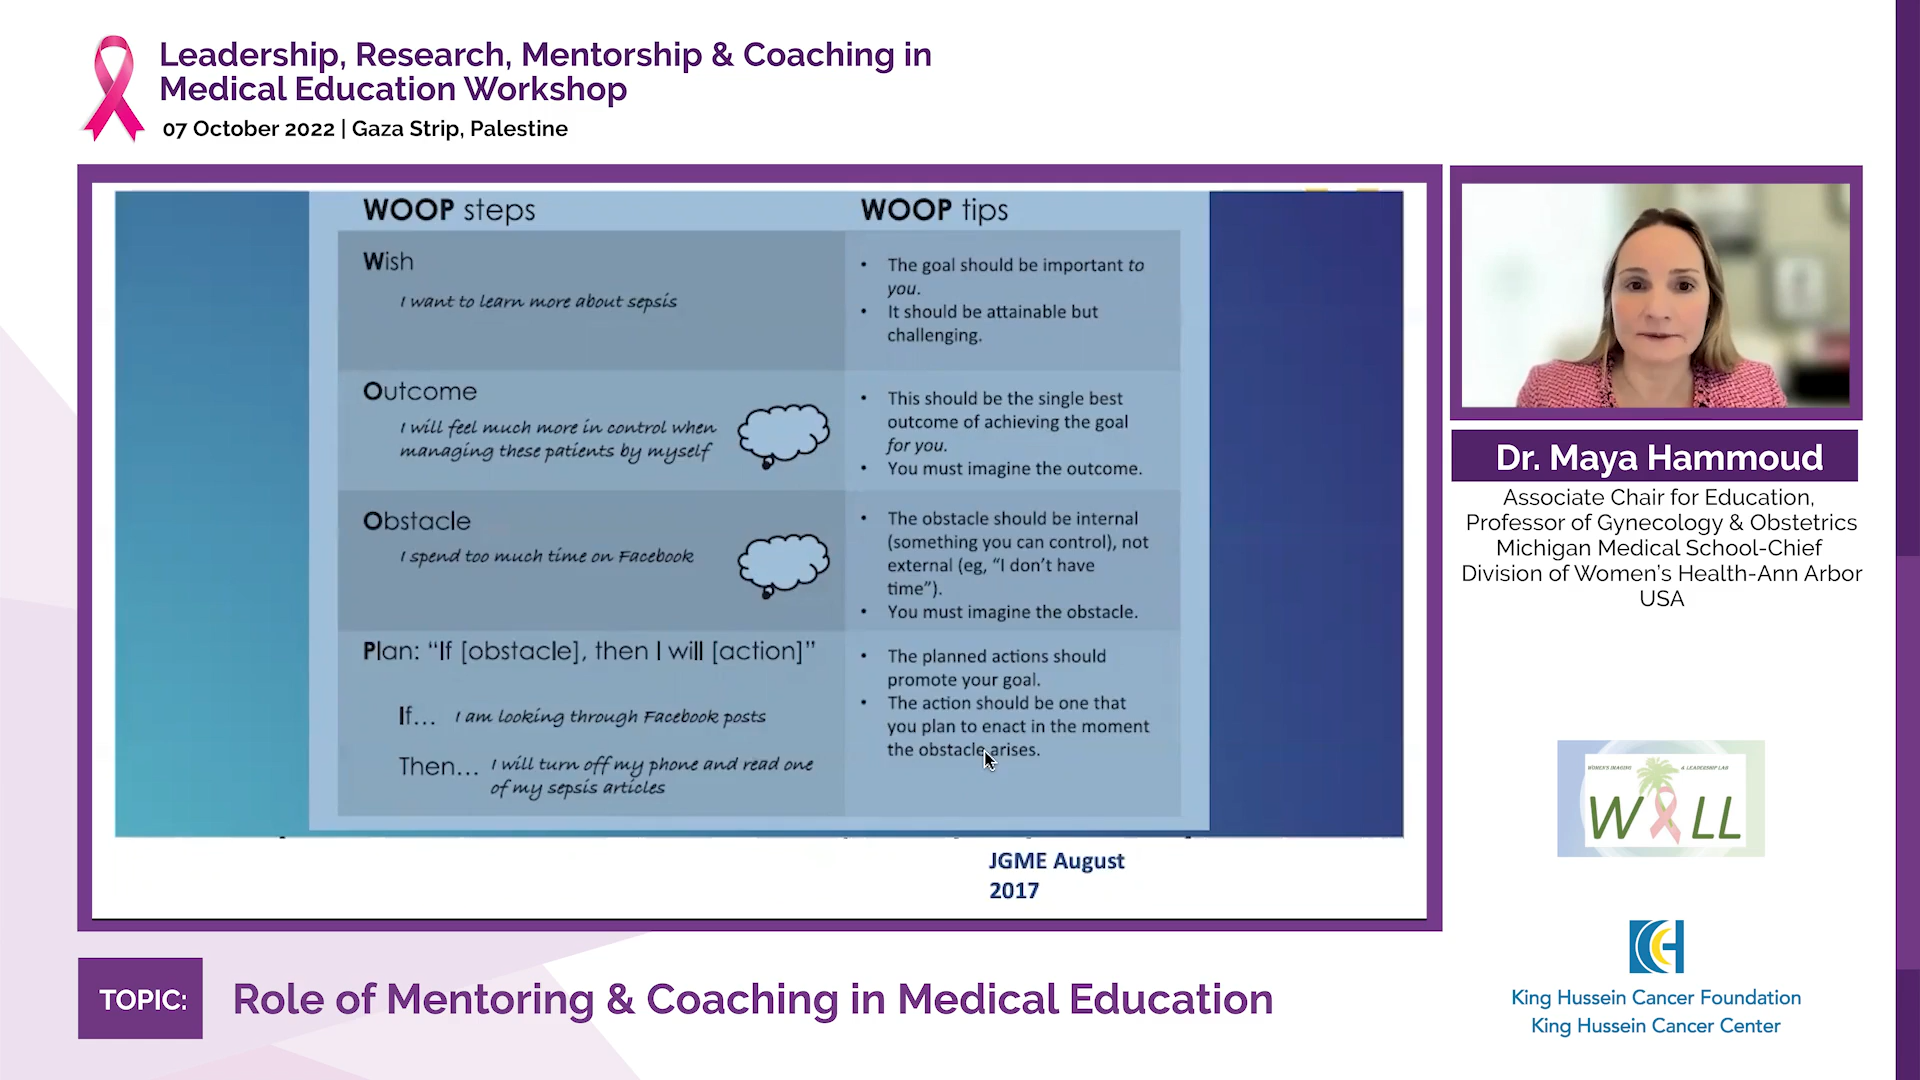 Leadership, Research, Mentorship & Coaching in
Medical Education Workshop
07 October 2022 | Gaza Strip, Palestine
WOOP steps
WOOP tips
Wish
I want to learn more about sepsis
• The goal should be important to
you.
• It should be attainable but
challenging.
Outcome
I will feel much more in control when
managing these patients by myself
• This should be the single best
outcome of achieving the goal
for you.
• You must imagine the outcome.
Obstacle
I spend too much time on Facebook
• The obstacle should be internal
(something you can control), not
external (eg, “I don’t have
time”).
• You must imagine the obstacle.
Plan: “If [obstacle], then I will [action]”
If... I am looking through Facebook posts
Then... I will turn off my phone and read one
of my sepsis articles
• The planned actions should
promote your goal.
• The action should be one that
you plan to enact in the moment
the obstacle arises.
JGME August
2017
Dr. Maya Hammoud
Associate Chair for Education,
Professor of Gynecology & Obstetrics
Michigan Medical School-Chief
Division of Women’s Health-Ann Arbor
USA
WOMEN'S IMAGING & LEADERSHIP LAB
WILL
King Hussein Cancer Foundation
King Hussein Cancer Center
TOPIC:
Role of Mentoring & Coaching in Medical Education